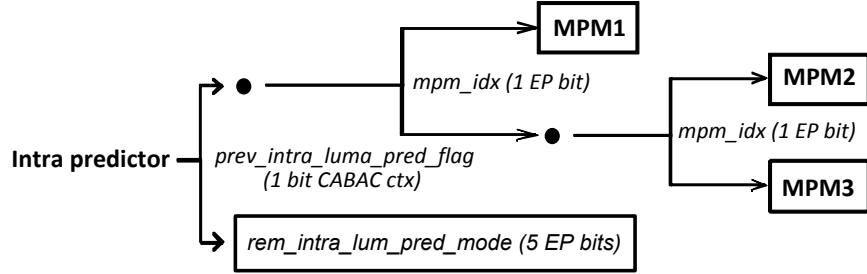 MPM1
mpm_idx (1 EP bit)
MPM2
mpm_idx (1 EP bit)
Intra predictor
prev_intra_luma_pred_flag
(1 bit CABAC ctx)
MPM3
rem_intra_lum_pred_mode (5 EP bits)